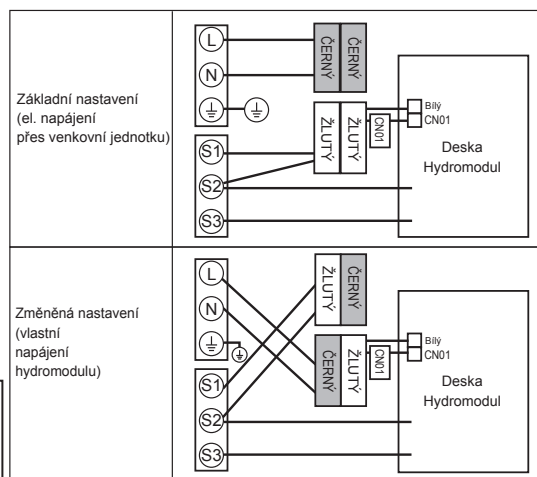 Základní nastavení
(el. napájení
přes venkovní jednotku)
L
N
S1
S2
S3
ČERNÝ
ČERNÝ
ŽLUTÝ
ŽLUTÝ
CN01
Bílý
CN01
Deska
Hydromodul
Změněná nastavení
(vlastní
napájení
hydromodulu)
L
N
S1
S2
S3
ŽLUTÝ
ČERNÝ
ČERNÝ
ŽLUTÝ
CN01
Bílý
CN01
Deska
Hydromodul